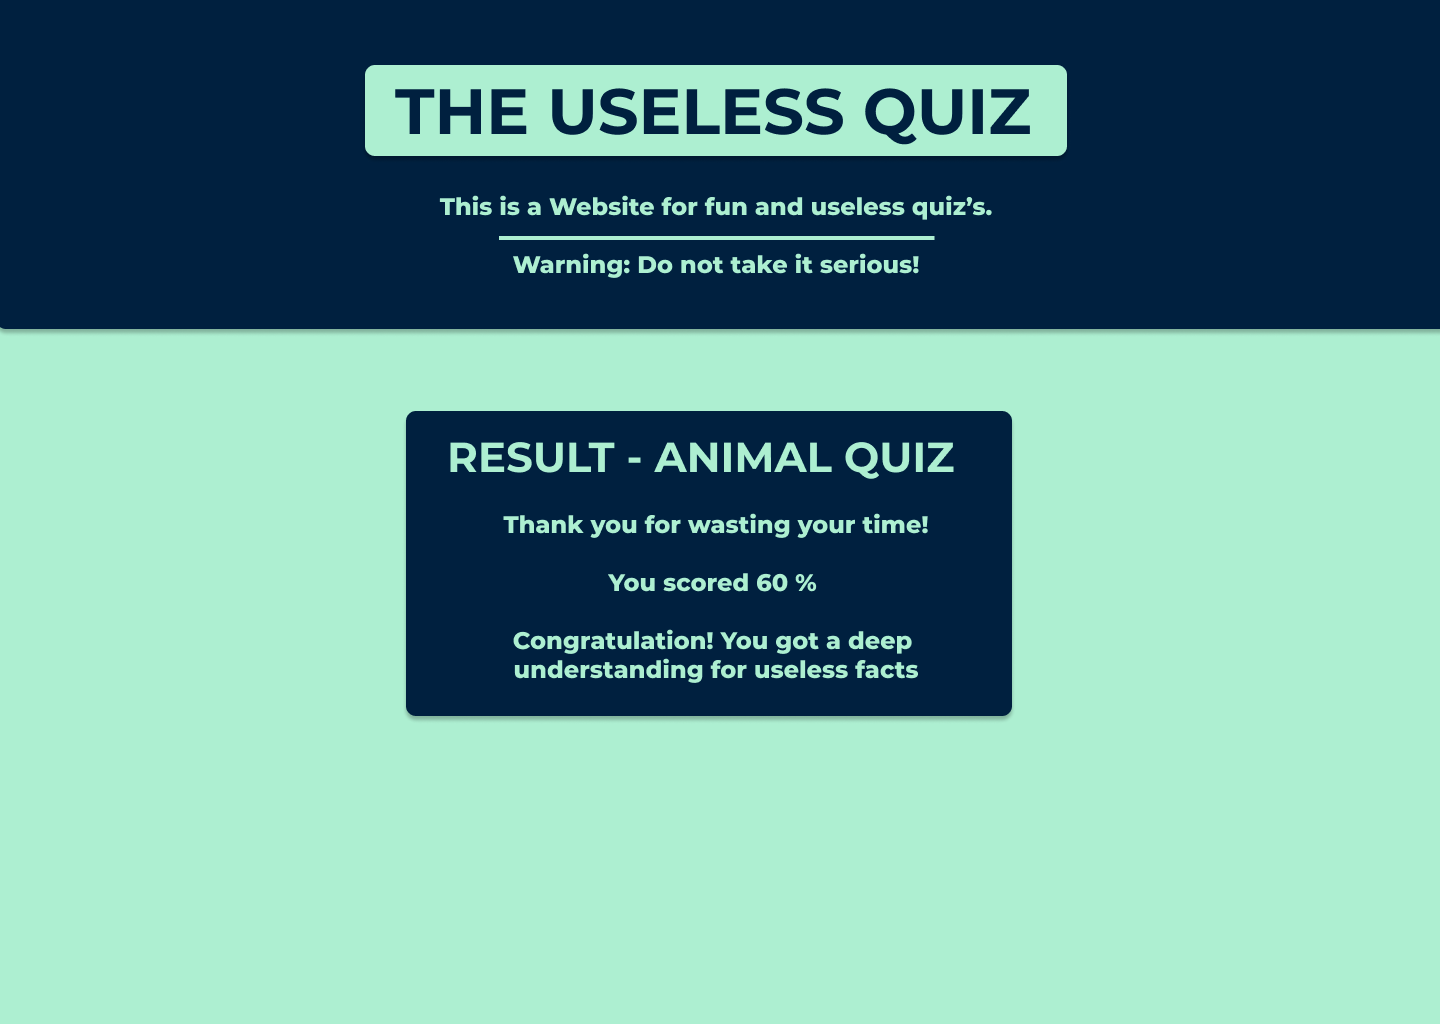 THE USELESS QUIZ
This is a Website for fun and useless quiz’s.
Warning: Do not take it serious!
RESULT - ANIMAL QUIZ
Thank you for wasting your time!
You scored 60 %
Congratulation! You got a deep
understanding for useless facts